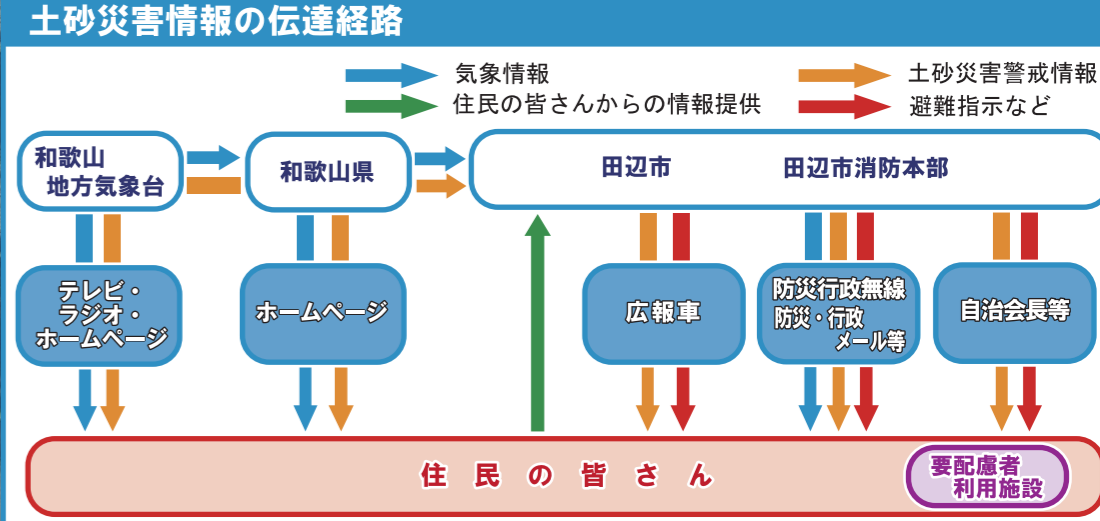 土砂災害情報の伝達経路
気象情報
土砂災害警戒情報
住民の皆さんからの情報提供
避難指示など
和歌山
地方気象台
和歌山県
田辺市
田辺市消防本部
テレビ・
ラジオ・
ホームページ
ホームページ
広報車
防災行政無線
防災・行政
メール等
自治会長等
住民の皆さん
要配慮者
利用施設